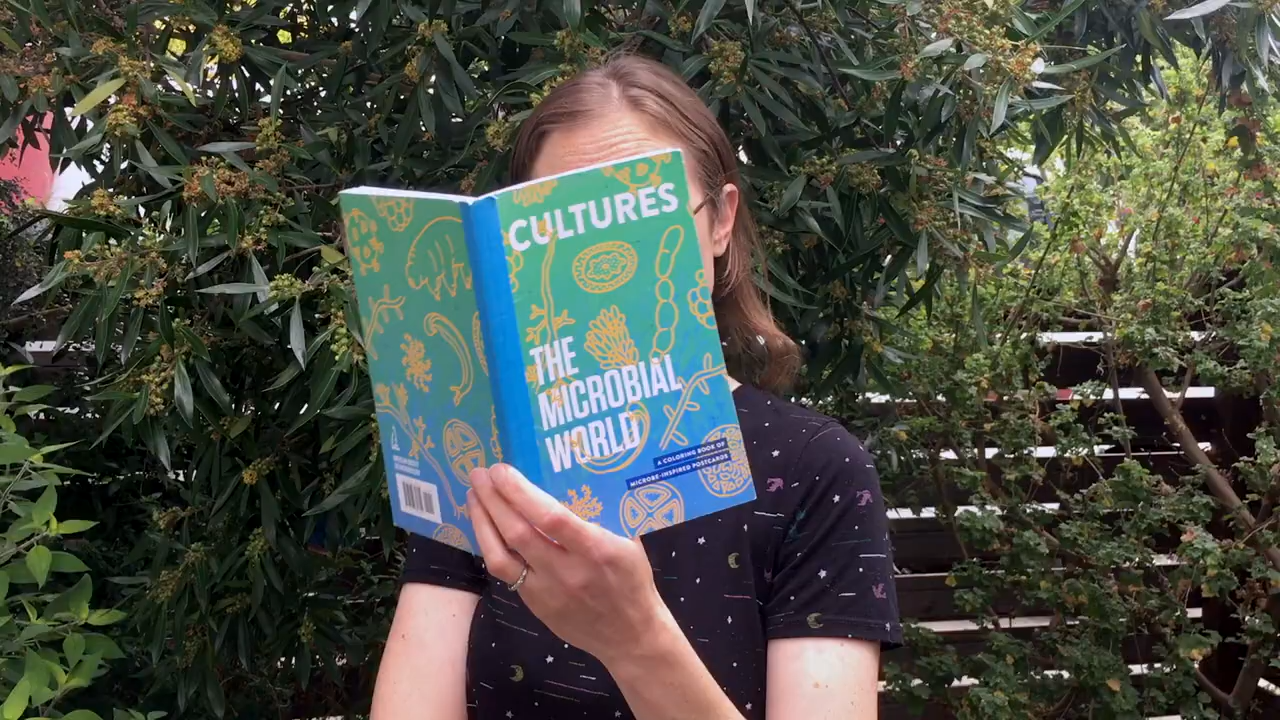 CULTURES
THE
MICROBIAL
WORLD
A COLORING BOOK OF
MICROBE-INSPIRED POSTCARDS